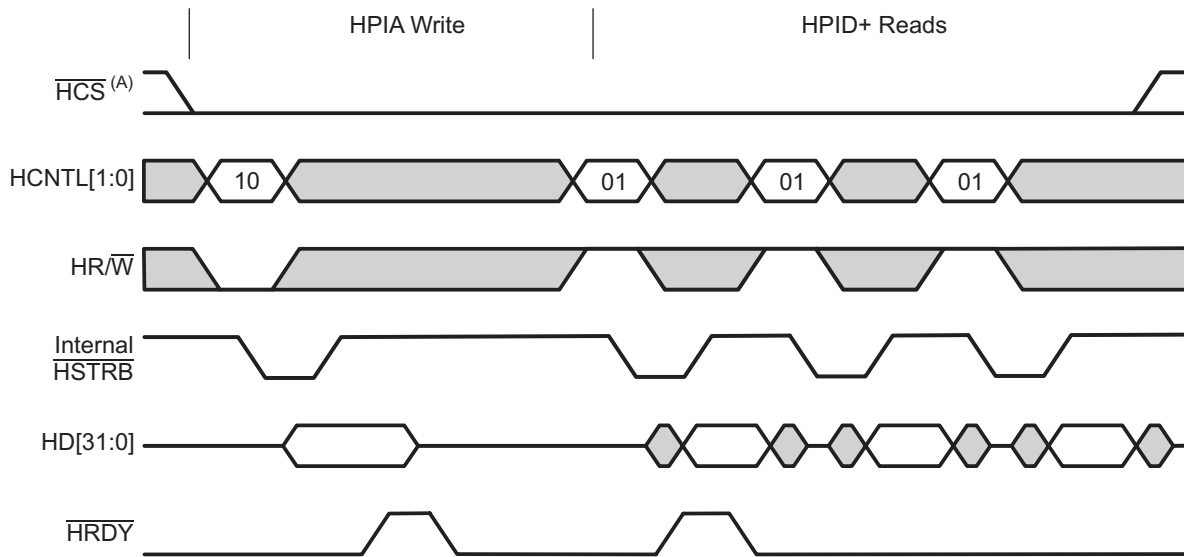 HPIA Write HPID+ Reads
HCS (A)
HCNTL[1:0] 10 01 01 01
HR/W
Internal
HSTRB
HD[31:0]
HRDY